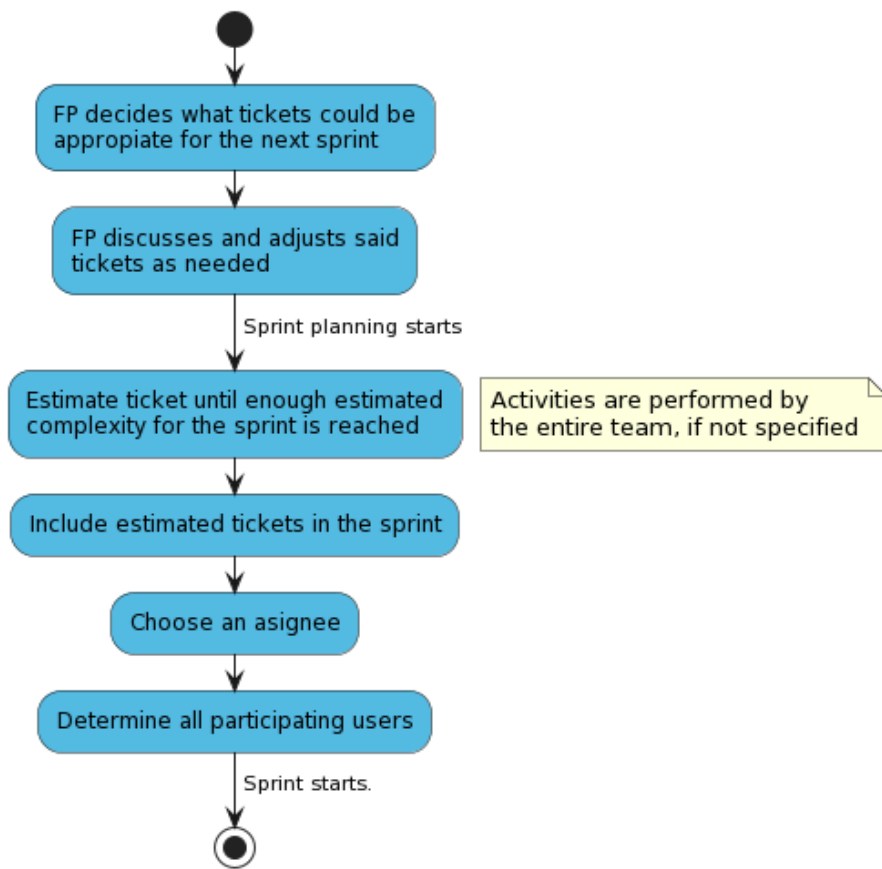 FP decides what tickets could be
appropiate for the next sprint
FP discusses and adjusts said
tickets as needed
Sprint planning starts
Estimate ticket until enough estimated
complexity for the sprint is reached
Activities are performed by
the entire team, if not specified
Include estimated tickets in the sprint
Choose an asignee
Determine all participating users
Sprint starts.